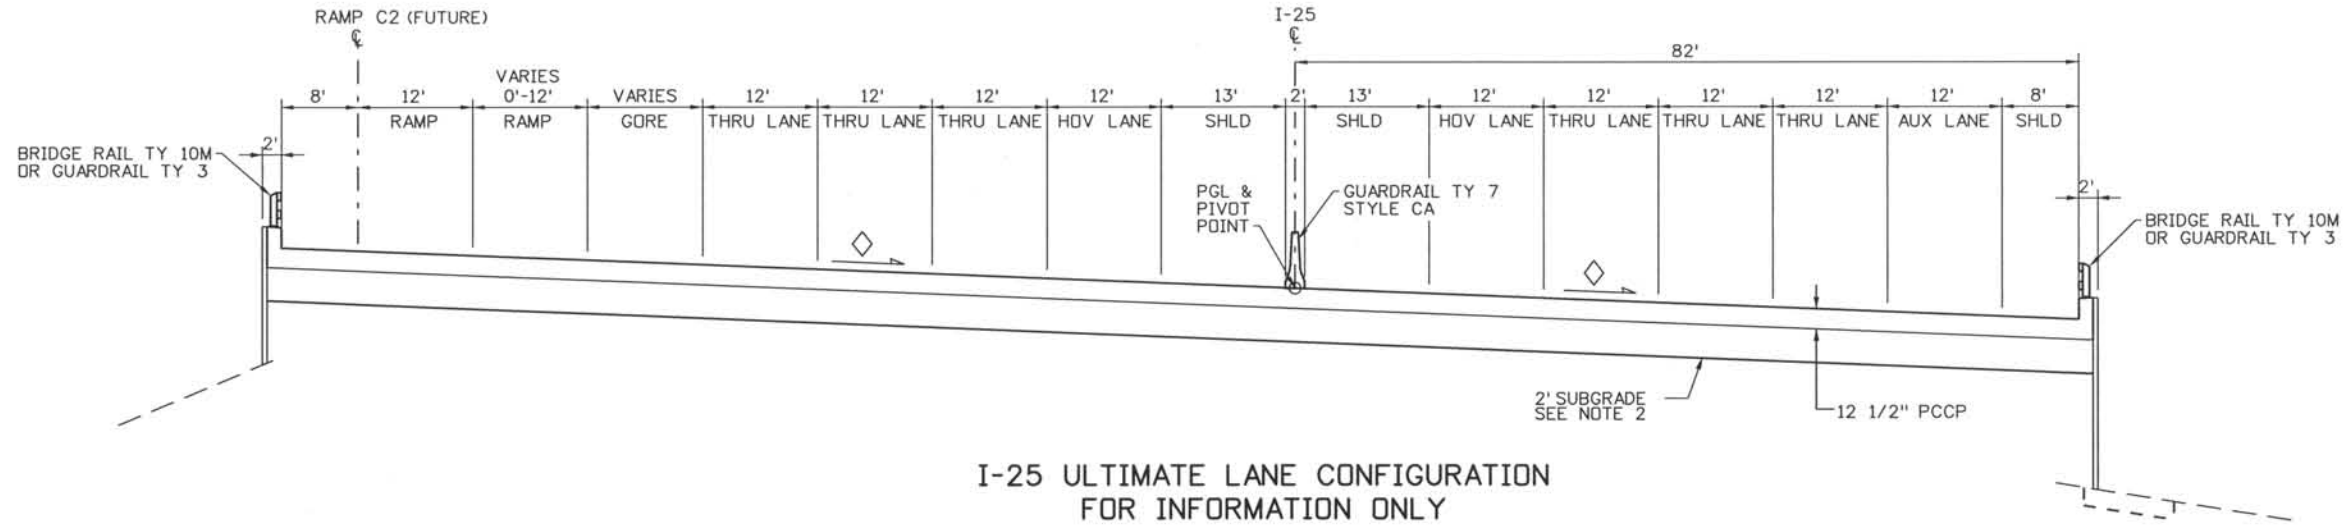 RAMP C2 (FUTURE)
℄
I-25
℄
82'
8'
12'
RAMP
VARIES
0'-12'
RAMP
VARIES
GORE
12'
THRU LANE
12'
THRU LANE
12'
THRU LANE
12'
HOV LANE
13'
SHLD
2'
13'
SHLD
12'
HOV LANE
12'
THRU LANE
12'
THRU LANE
12'
THRU LANE
12'
AUX LANE
8'
SHLD
2'
BRIDGE RAIL TY 10M
OR GUARDRAIL TY 3
PGL &
PIVOT
POINT
GUARDRAIL TY 7
STYLE CA
2'
BRIDGE RAIL TY 10M
OR GUARDRAIL TY 3
2' SUBGRADE
SEE NOTE 2
12 1/2" PCCP
I-25 ULTIMATE LANE CONFIGURATION
FOR INFORMATION ONLY